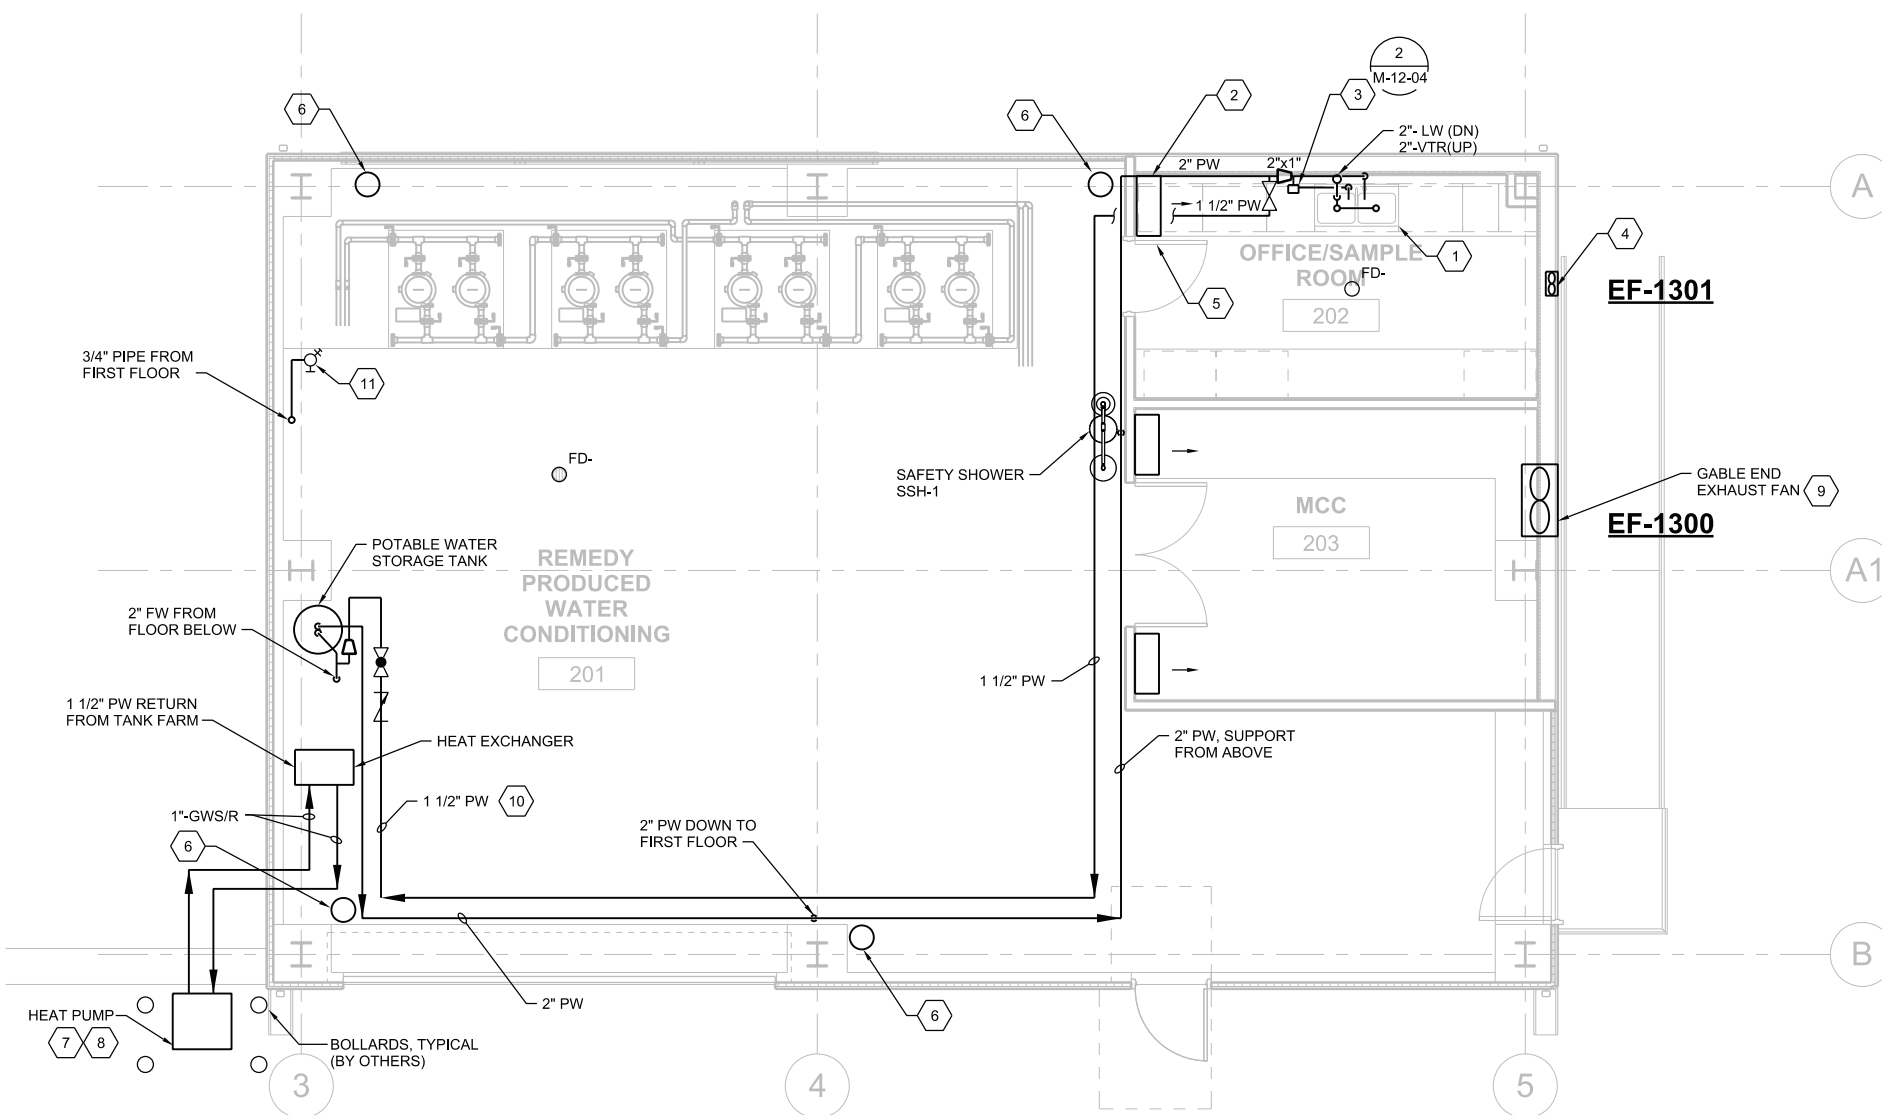 2
M-12-04
6
6
2
3
2"- LW (DN)
2"-VTR(UP)
2" PW
2"x1"
A
1 1/2" PW
4
OFFICE/SAMPLE
ROOM
1
FD-
EF-1301
5
202
3/4" PIPE FROM
FIRST FLOOR
11
FD-
SAFETY SHOWER
SSH-1
GABLE END
EXHAUST FAN
9
MCC
EF-1300
203
POTABLE WATER
STORAGE TANK
REMEDY
PRODUCED
WATER
CONDITIONING
A1
2" FW FROM
FLOOR BELOW
201
1 1/2" PW
1 1/2" PW RETURN
FROM TANK FARM
HEAT EXCHANGER
2" PW, SUPPORT
FROM ABOVE
1 1/2" PW
10
1"-GWS/R
2" PW DOWN TO
FIRST FLOOR
6
B
2" PW
6
HEAT PUMP
7
8
BOLLARDS, TYPICAL
(BY OTHERS)
3
4
5